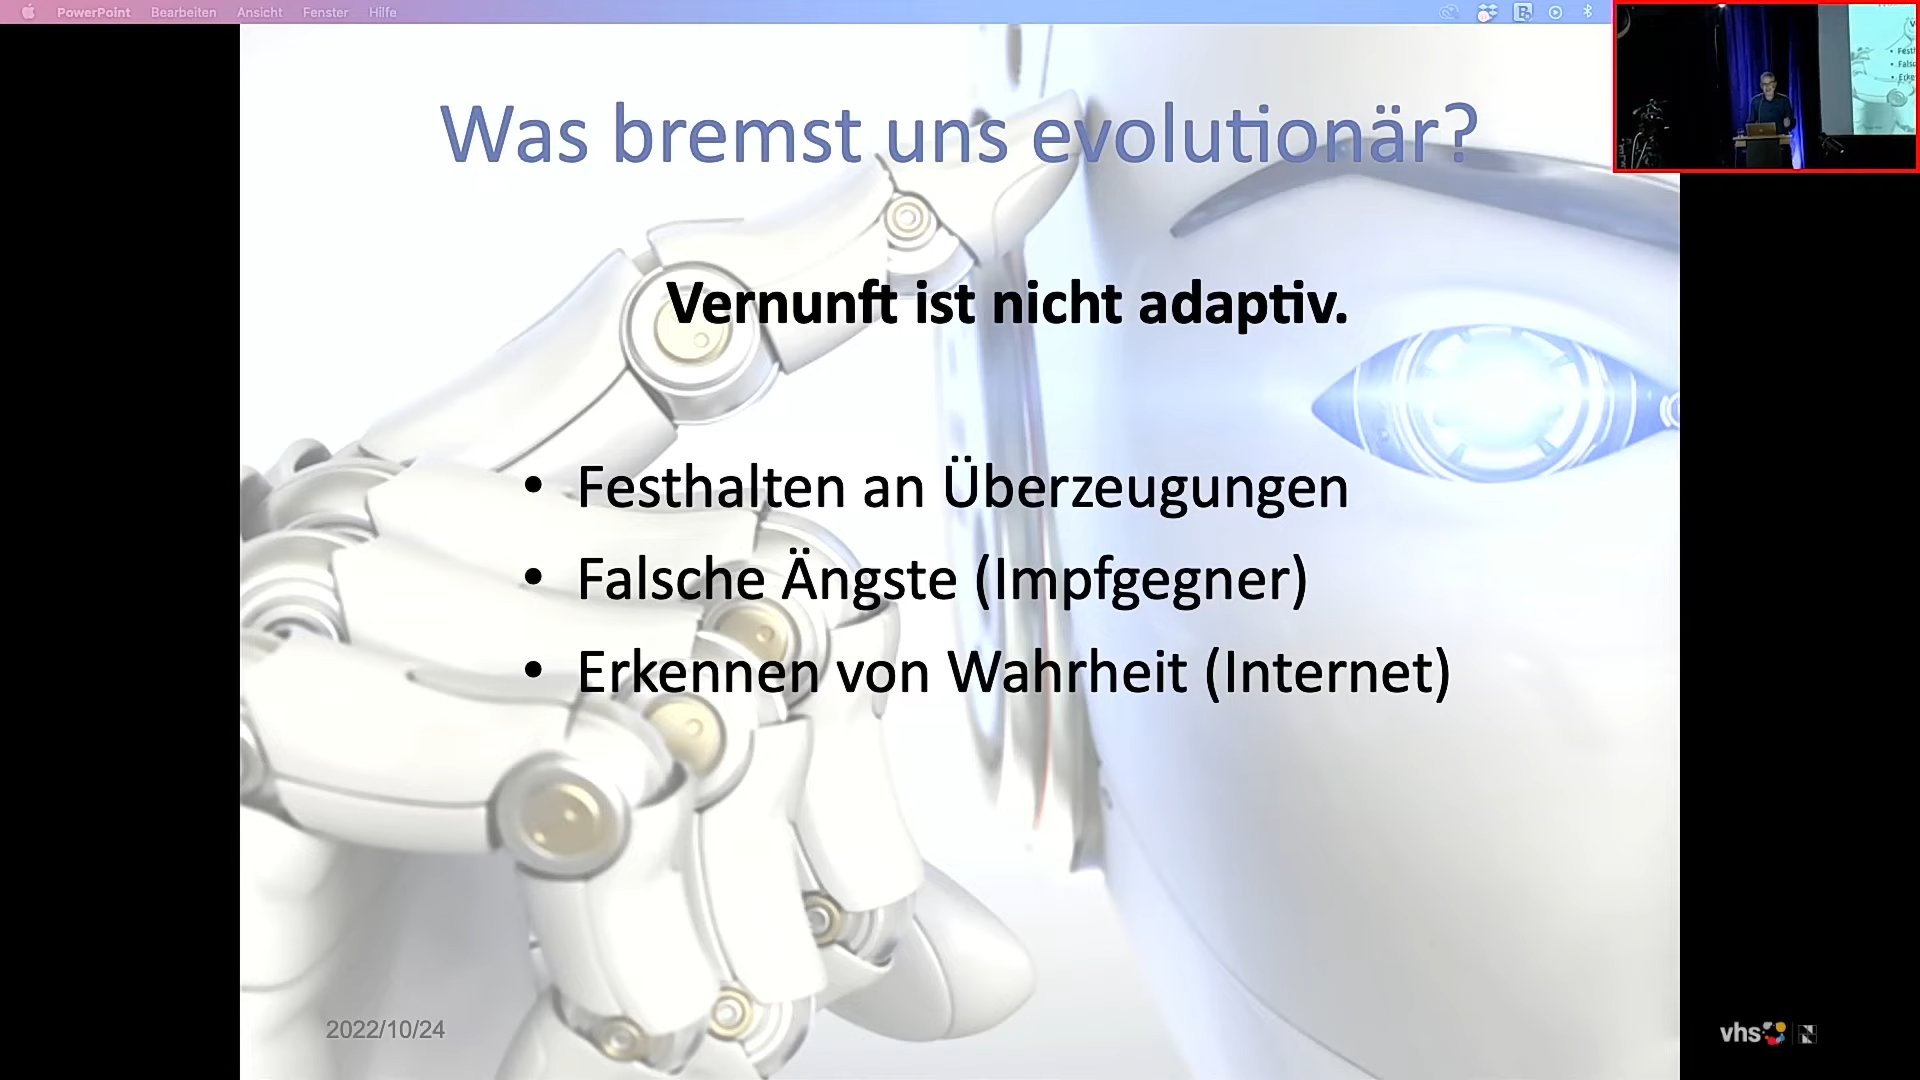 PowerPoint Bearbeiten Ansicht Fenster Hilfe
Was bremst uns evolutionär?
Vernunft ist nicht adaptiv.
• Festhalten an Überzeugungen
• Falsche Ängste (Impfgegner)
• Erkennen von Wahrheit (Internet)
2022/10/24
vhs